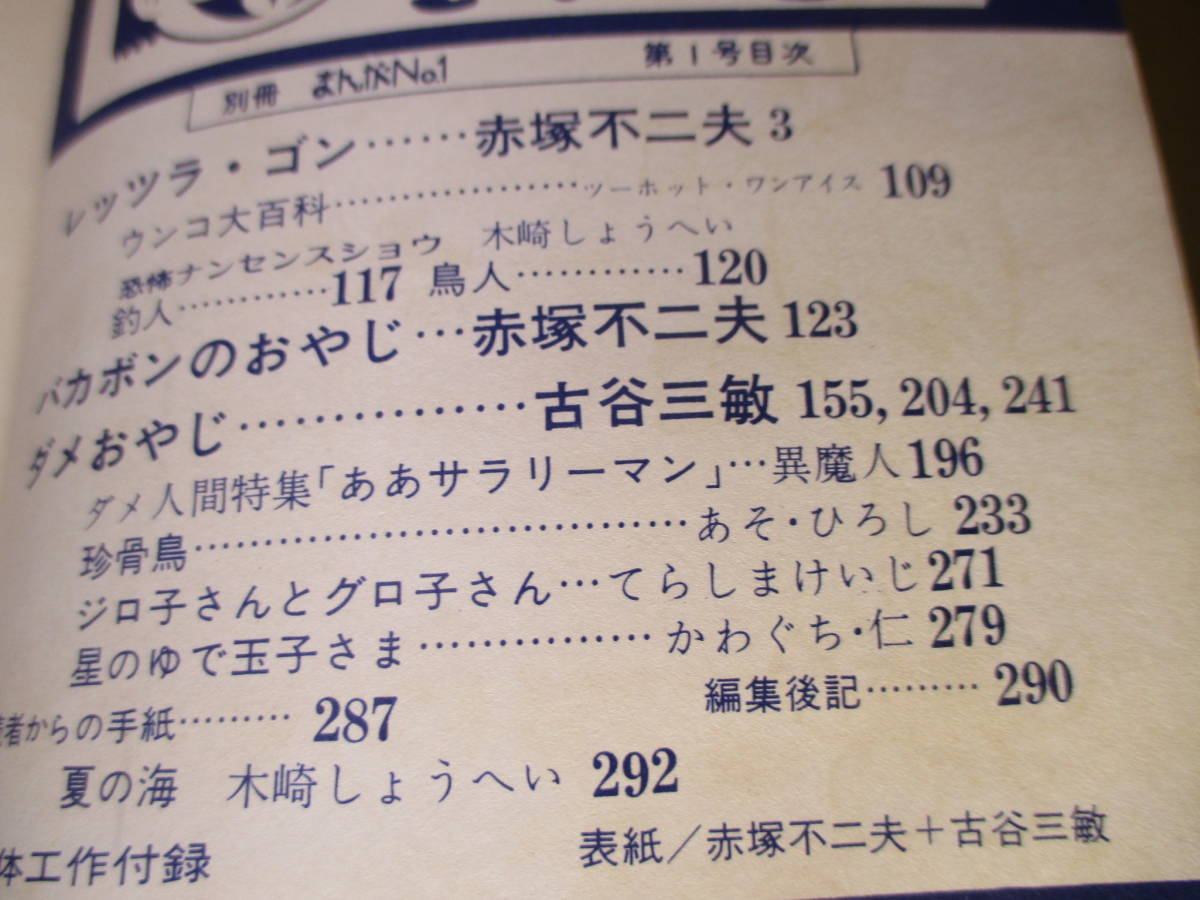 別冊 まんがNo.1 第1号目次
レッツラ・ゴン……赤塚不二夫 3
ウンコ大百科………………ツーホット・ワンアイス 109
恐怖ナンセンスショウ 木崎しょうへい
釣人…………117 鳥人…………120
バカボンのおやじ…赤塚不二夫 123
ダメおやじ……………古谷三敏 155, 204, 241
ダメ人間特集「ああサラリーマン」…異魔人 196
珍骨鳥……………………………あそ・ひろし 233
ジロ子さんとグロ子さん…てらしまけいじ 271
星のゆで玉子さま……………かわぐち・仁 279
者からの手紙……… 287 編集後記……… 290
夏の海 木崎しょうへい 292
体工作付録 表紙/赤塚不二夫+古谷三敏